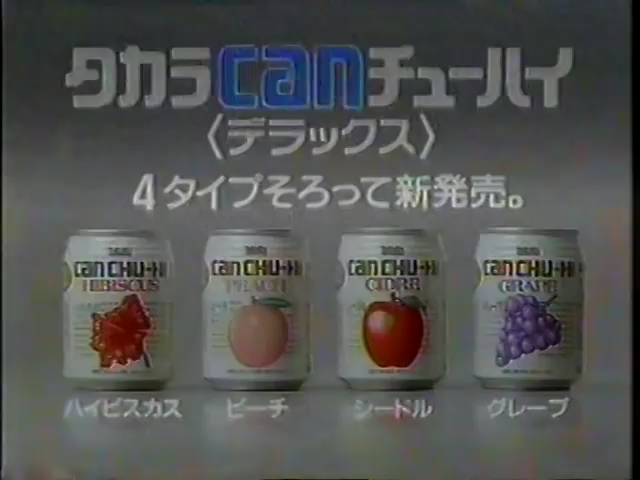 タカラcanチューハイ
〈デラックス〉
4タイプそろって新発売。
can CHU-HI
HIBISCUS
can CHU-HI
PEACH
can CHU-HI
CIDRE
can CHU-HI
GRAPE
ハイビスカス
ピーチ
シードル
グレープ